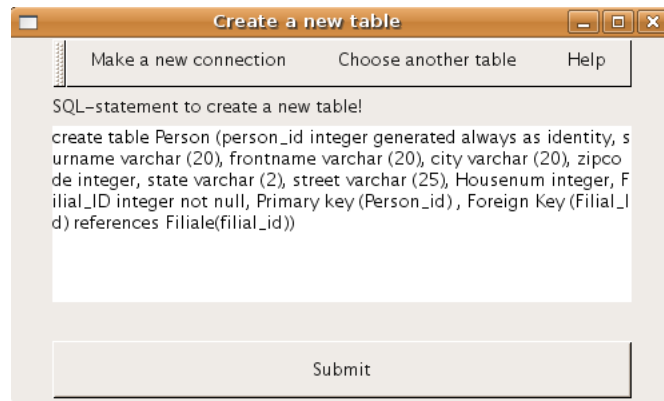 Create a new table
Make a new connection Choose another table Help
SQL-statement to create a new table!
create table Person (person_id integer generated always as identity, s
urname varchar (20), frontname varchar (20), city varchar (20), zipco
de integer, state varchar (2), street varchar (25), Housenum integer, F
ilial_ID integer not null, Primary key (Person_id) , Foreign Key (Filial_I
d) references Filiale(filial_id))
Submit